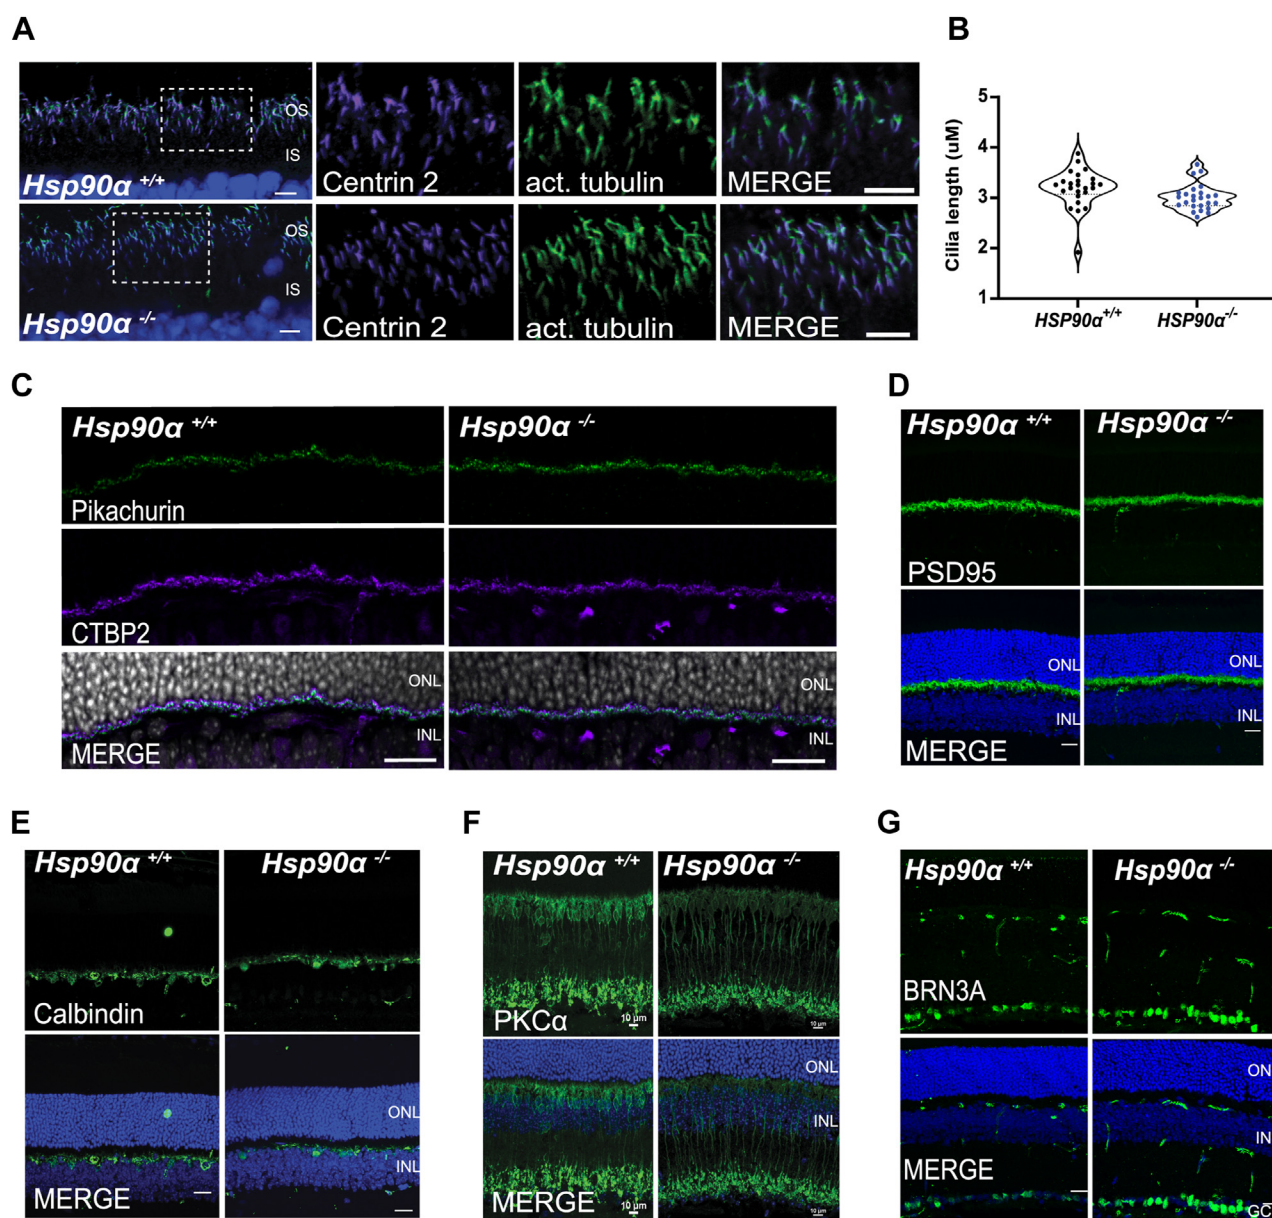 A
B
OS
IS
Hsp90α +/+
Centrin 2
act. tubulin
MERGE
OS
IS
Hsp90α -/-
Centrin 2
act. tubulin
MERGE
Cilia length (uM)
5
4
3
2
1
HSP90α+/+
HSP90α-/-
C
D
Hsp90α +/+
Hsp90α -/-
Pikachurin
CTBP2
ONL
ONL
INL
INL
MERGE
Hsp90α +/+
Hsp90α -/-
PSD95
ONL
ONL
INL
INL
MERGE
E
F
G
Hsp90α +/+
Hsp90α -/-
Calbindin
ONL
INL
MERGE
Hsp90α +/+
Hsp90α -/-
PKCα
10 µm
10 µm
ONL
INL
MERGE
10 µm
10 µm
Hsp90α +/+
Hsp90α -/-
BRN3A
ON
IN
MERGE
GC